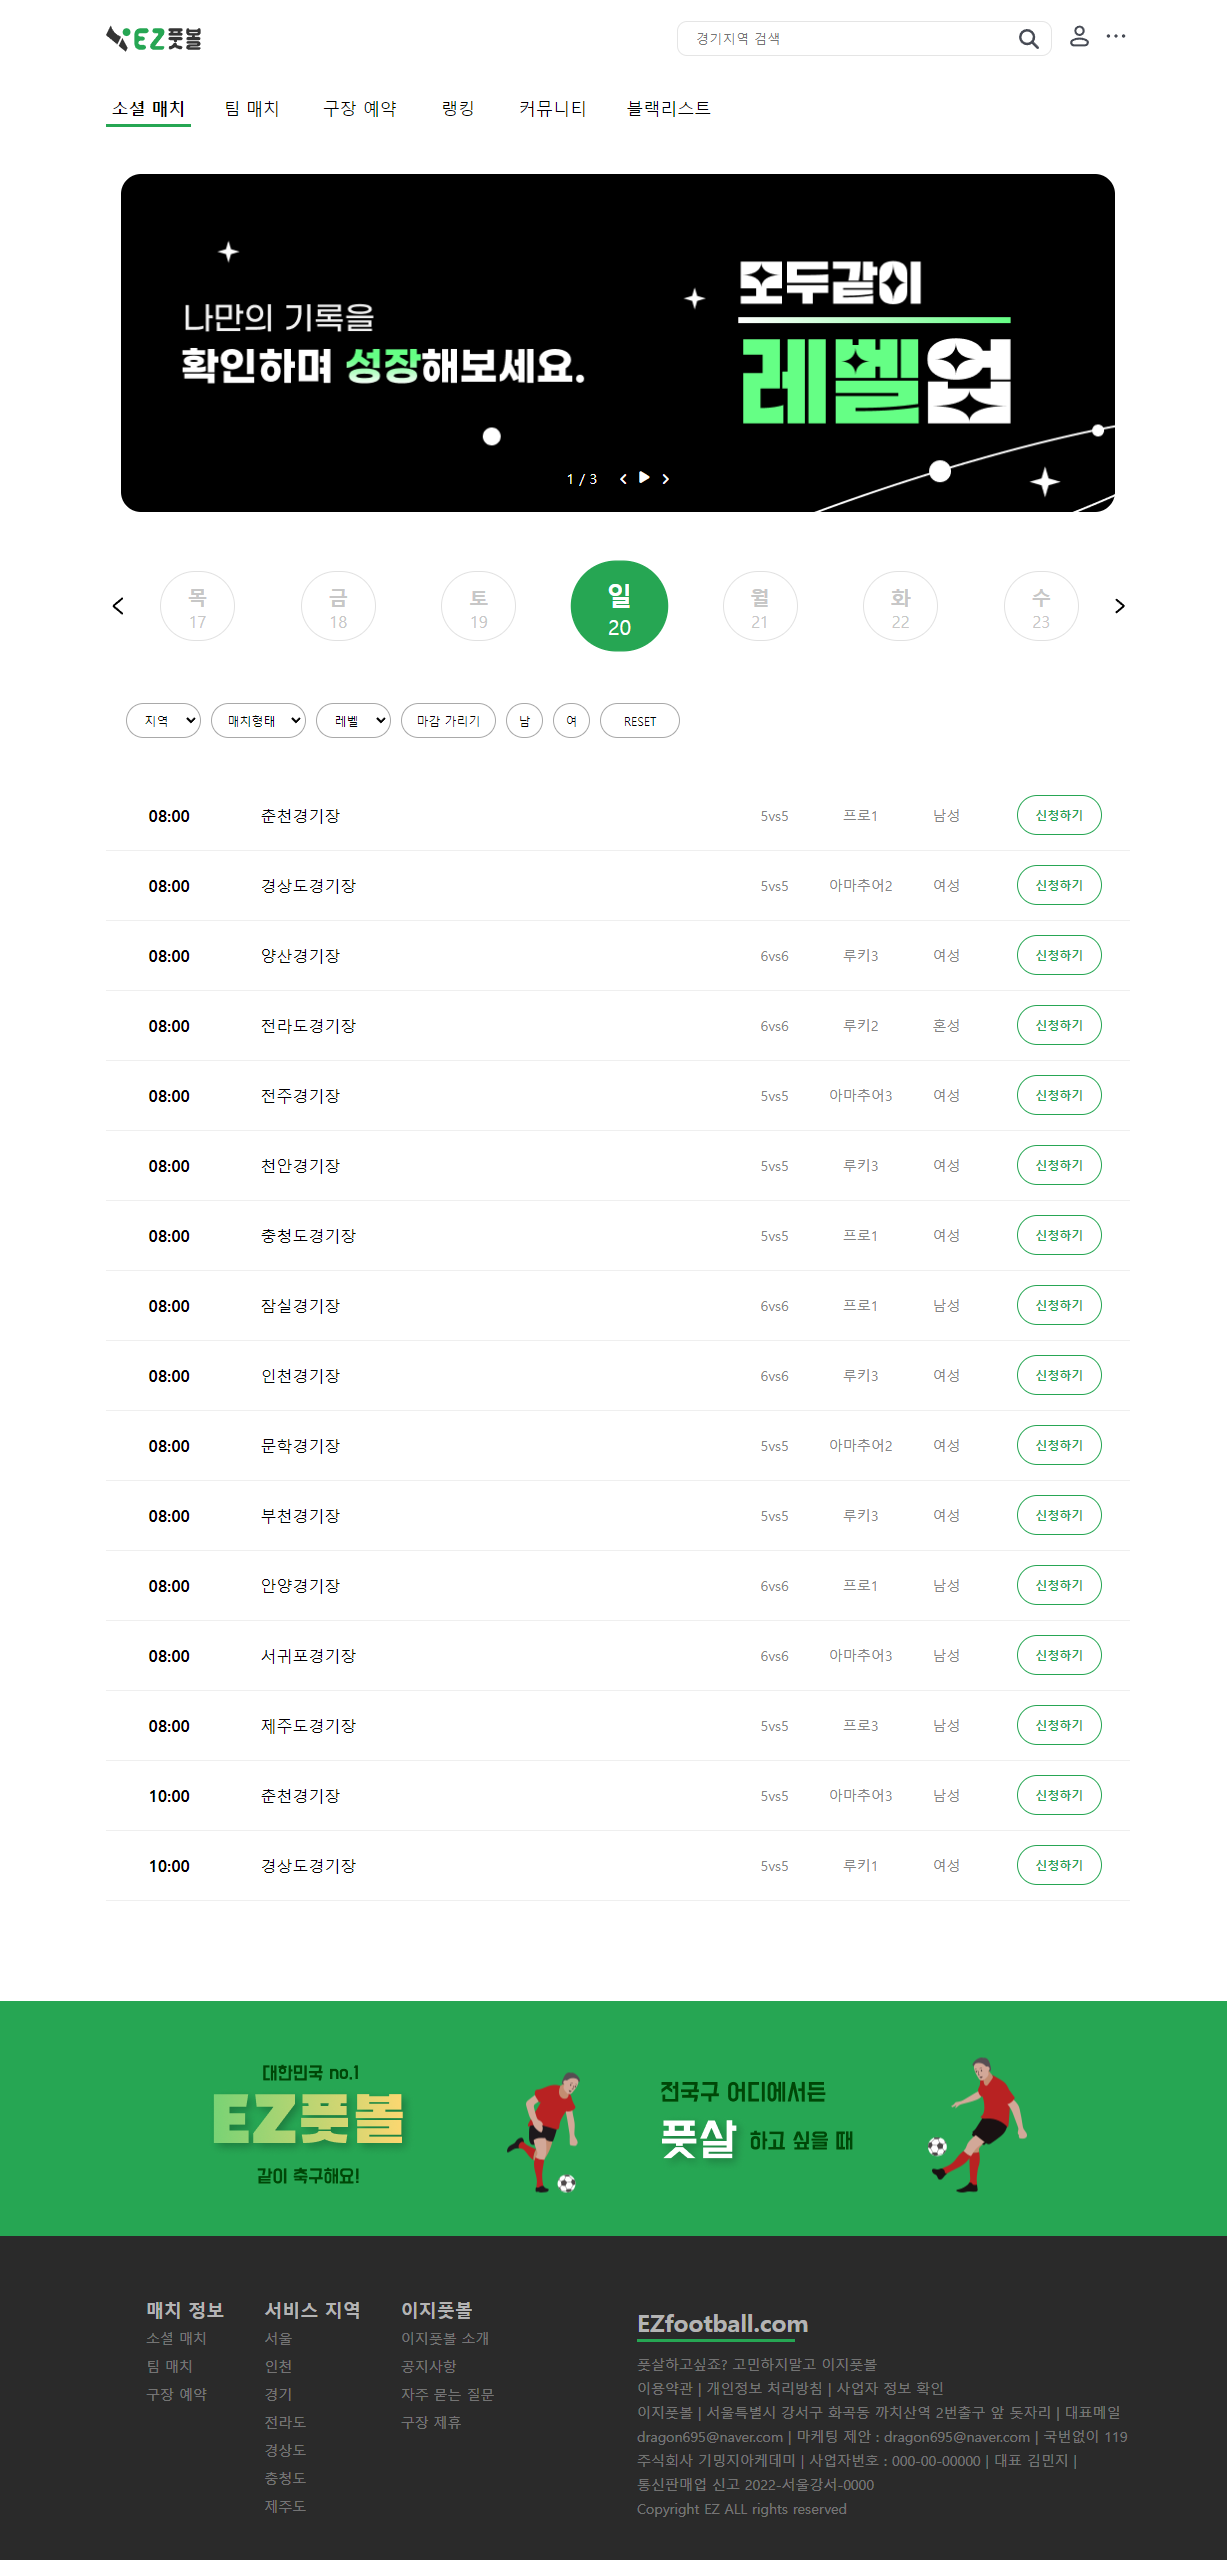 EZ풋볼
경기지역 검색
소셜 매치 팀 매치 구장 예약 랭킹 커뮤니티 블랙리스트
모두같이
나만의 기록을
확인하며 성장해보세요.
레벨업
1 / 3
목 금 토 일 월 화 수
17 18 19 20 21 22 23
지역 매치형태 레벨 마감 가리기 남 여 RESET
08:00 춘천경기장 5vs5 프로1 남성 신청하기
08:00 경상도경기장 5vs5 아마추어2 여성 신청하기
08:00 양산경기장 6vs6 루키3 여성 신청하기
08:00 전라도경기장 6vs6 루키2 혼성 신청하기
08:00 전주경기장 5vs5 아마추어3 여성 신청하기
08:00 천안경기장 5vs5 루키3 여성 신청하기
08:00 충청도경기장 5vs5 프로1 여성 신청하기
08:00 잠실경기장 6vs6 프로1 남성 신청하기
08:00 인천경기장 6vs6 루키3 여성 신청하기
08:00 문학경기장 5vs5 아마추어2 여성 신청하기
08:00 부천경기장 5vs5 루키3 여성 신청하기
08:00 안양경기장 6vs6 프로1 남성 신청하기
08:00 서귀포경기장 6vs6 아마추어3 남성 신청하기
08:00 제주도경기장 5vs5 프로3 남성 신청하기
10:00 춘천경기장 5vs5 아마추어3 남성 신청하기
10:00 경상도경기장 5vs5 루키1 여성 신청하기
대한민국 no.1
EZ풋볼
같이 축구해요!
전국구 어디에서든
풋살 하고 싶을 때
매치 정보
소셜 매치
팀 매치
구장 예약
서비스 지역
서울
인천
경기
전라도
경상도
충청도
제주도
이지풋볼
이지풋볼 소개
공지사항
자주 묻는 질문
구장 제휴
EZfootball.com
풋살하고싶죠? 고민하지말고 이지풋볼
이용약관 | 개인정보 처리방침 | 사업자 정보 확인
이지풋볼 | 서울특별시 강서구 화곡동 까치산역 2번출구 앞 돗자리 | 대표메일
dragon695@naver.com | 마케팅 제안 : dragon695@naver.com | 국번없이 119
주식회사 기밍지아케데미 | 사업자번호 : 000-00-00000 | 대표 김민지 |
통신판매업 신고 2022-서울강서-0000
Copyright EZ ALL rights reserved